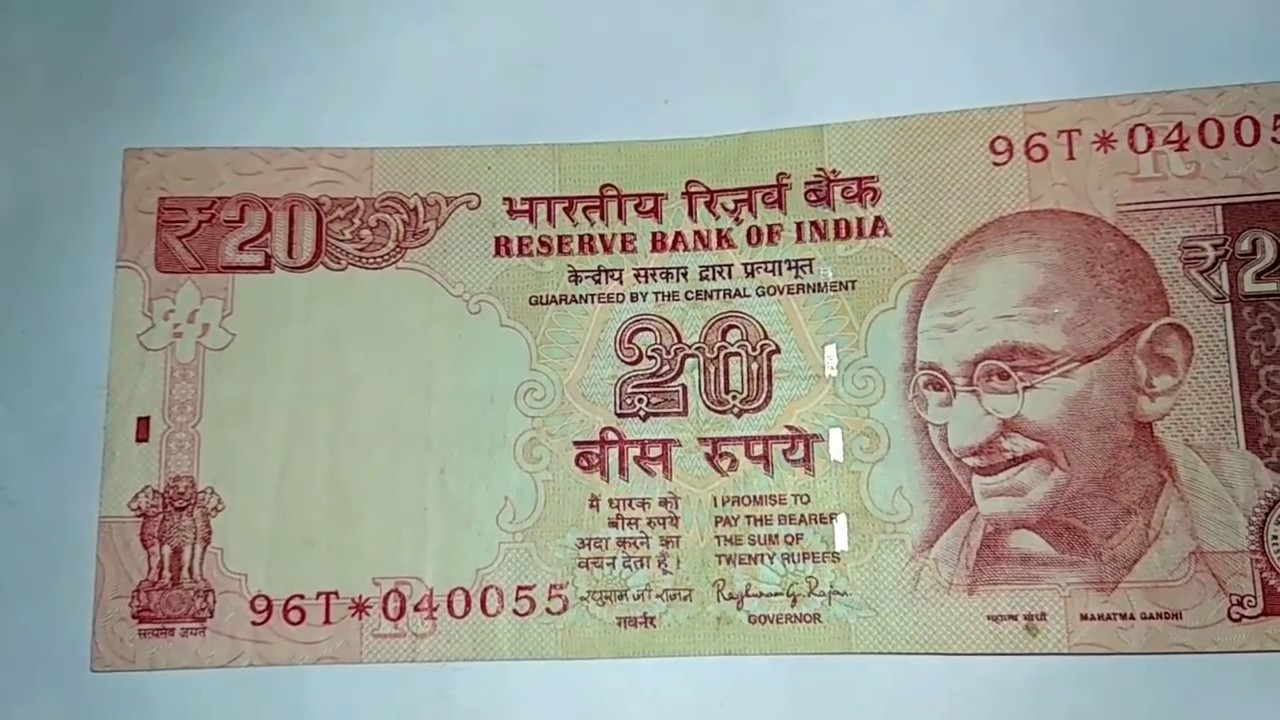 96T*04005
₹20
भारतीय रिज़र्व बैंक
RESERVE BANK OF INDIA
केन्द्रीय सरकार द्वारा प्रत्याभूत
GUARANTEED BY THE CENTRAL GOVERNMENT
₹2
20
बीस रुपये
मैं धारक को
बीस रुपये
अदा करने का
वचन देता हूँ।
I PROMISE TO
PAY THE BEARER
THE SUM OF
TWENTY RUPEES
R
R
96T*040055
रघुराम जी राजन
Raghuram G. Rajan
गवर्नर
GOVERNOR
सत्यमेव जयते
महात्मा गांधी
MAHATMA GANDHI